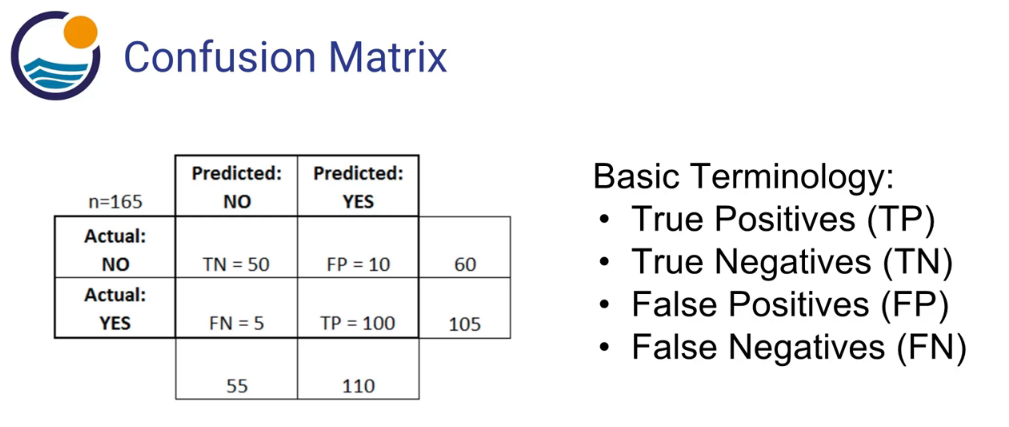 Confusion Matrix
Predicted: Predicted:
n=165 NO YES
Actual:
NO TN = 50 FP = 10 60
Actual:
YES FN = 5 TP = 100 105
55 110
Basic Terminology:
• True Positives (TP)
• True Negatives (TN)
• False Positives (FP)
• False Negatives (FN)